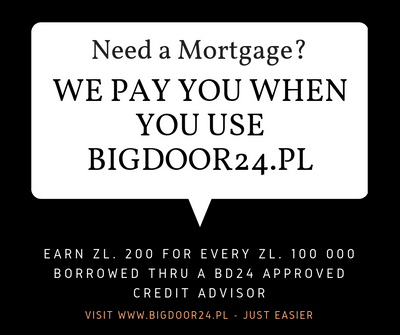 Need a Mortgage?
WE PAY YOU WHEN
YOU USE
BIGDOOR24.PL
EARN ZL. 200 FOR EVERY ZL. 100 000
BORROWED THRU A BD24 APPROVED
CREDIT ADVISOR
VISIT WWW.BIGDOOR24.PL - JUST EASIER